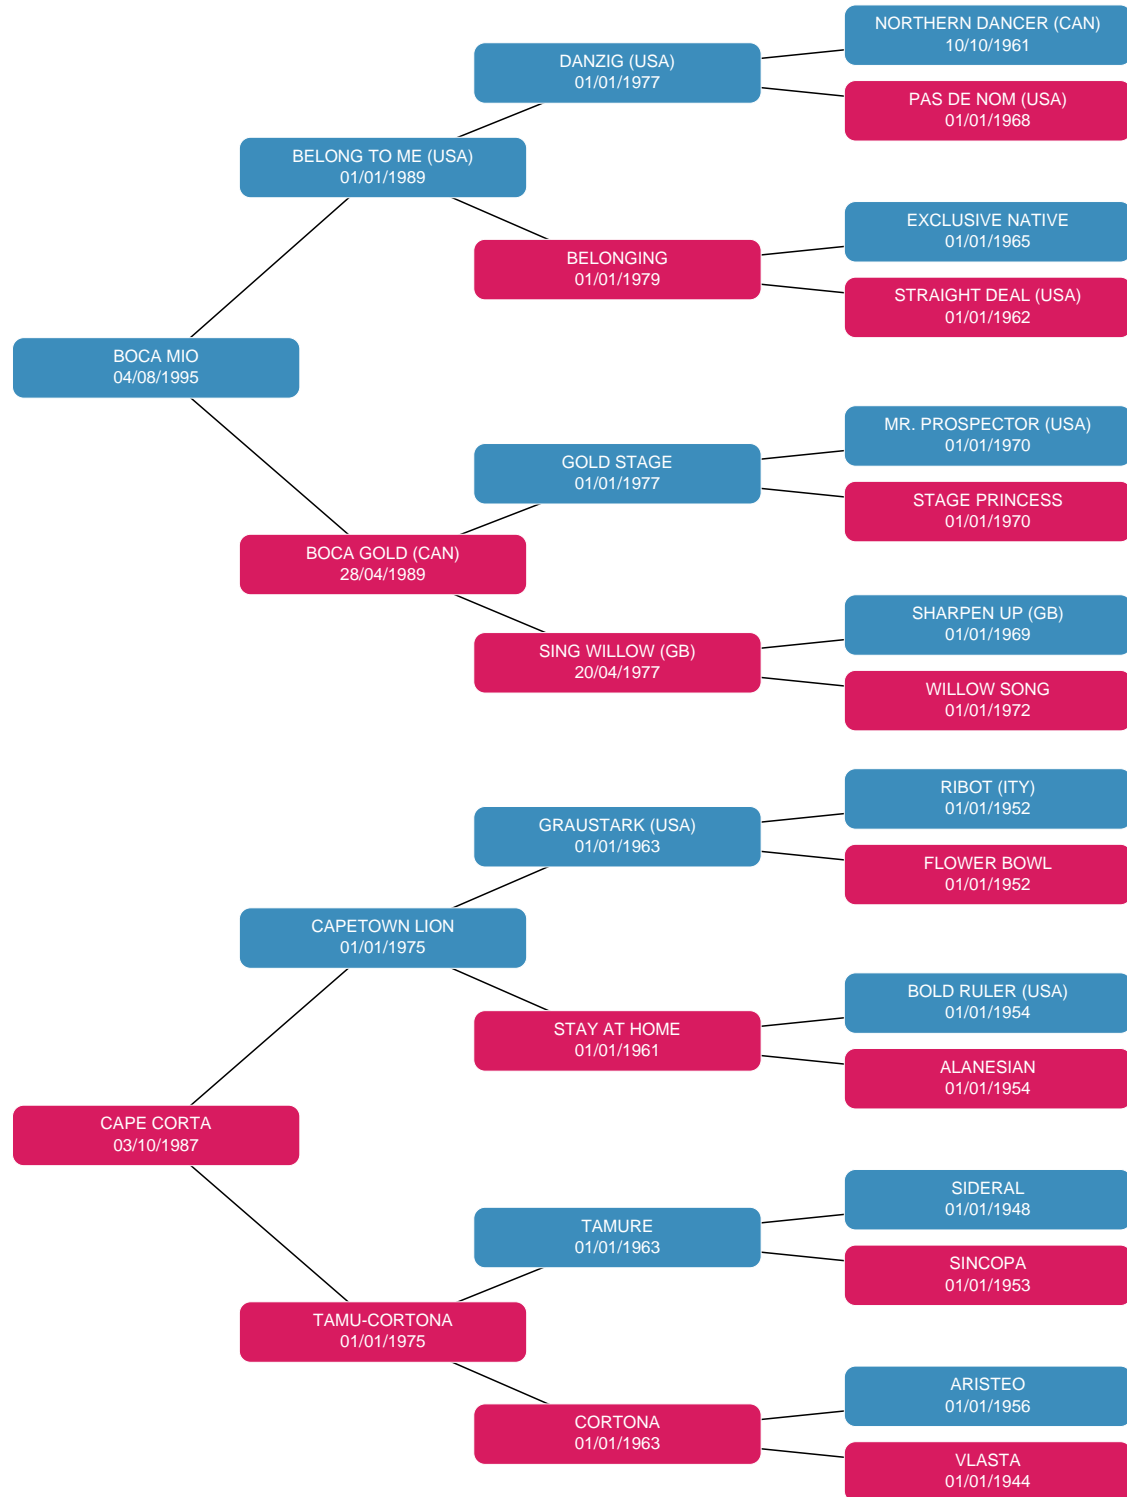 NORTHERN DANCER (CAN)
10/10/1961
DANZIG (USA)
01/01/1977
PAS DE NOM (USA)
01/01/1968
BELONG TO ME (USA)
01/01/1989
EXCLUSIVE NATIVE
01/01/1965
BELONGING
01/01/1979
STRAIGHT DEAL (USA)
01/01/1962
BOCA MIO
04/08/1995
MR. PROSPECTOR (USA)
01/01/1970
GOLD STAGE
01/01/1977
STAGE PRINCESS
01/01/1970
BOCA GOLD (CAN)
28/04/1989
SHARPEN UP (GB)
01/01/1969
SING WILLOW (GB)
20/04/1977
WILLOW SONG
01/01/1972
RIBOT (ITY)
01/01/1952
GRAUSTARK (USA)
01/01/1963
FLOWER BOWL
01/01/1952
CAPETOWN LION
01/01/1975
BOLD RULER (USA)
01/01/1954
STAY AT HOME
01/01/1961
ALANESIAN
01/01/1954
CAPE CORTA
03/10/1987
SIDERAL
01/01/1948
TAMURE
01/01/1963
SINCOPA
01/01/1953
TAMU-CORTONA
01/01/1975
ARISTEO
01/01/1956
CORTONA
01/01/1963
VLASTA
01/01/1944